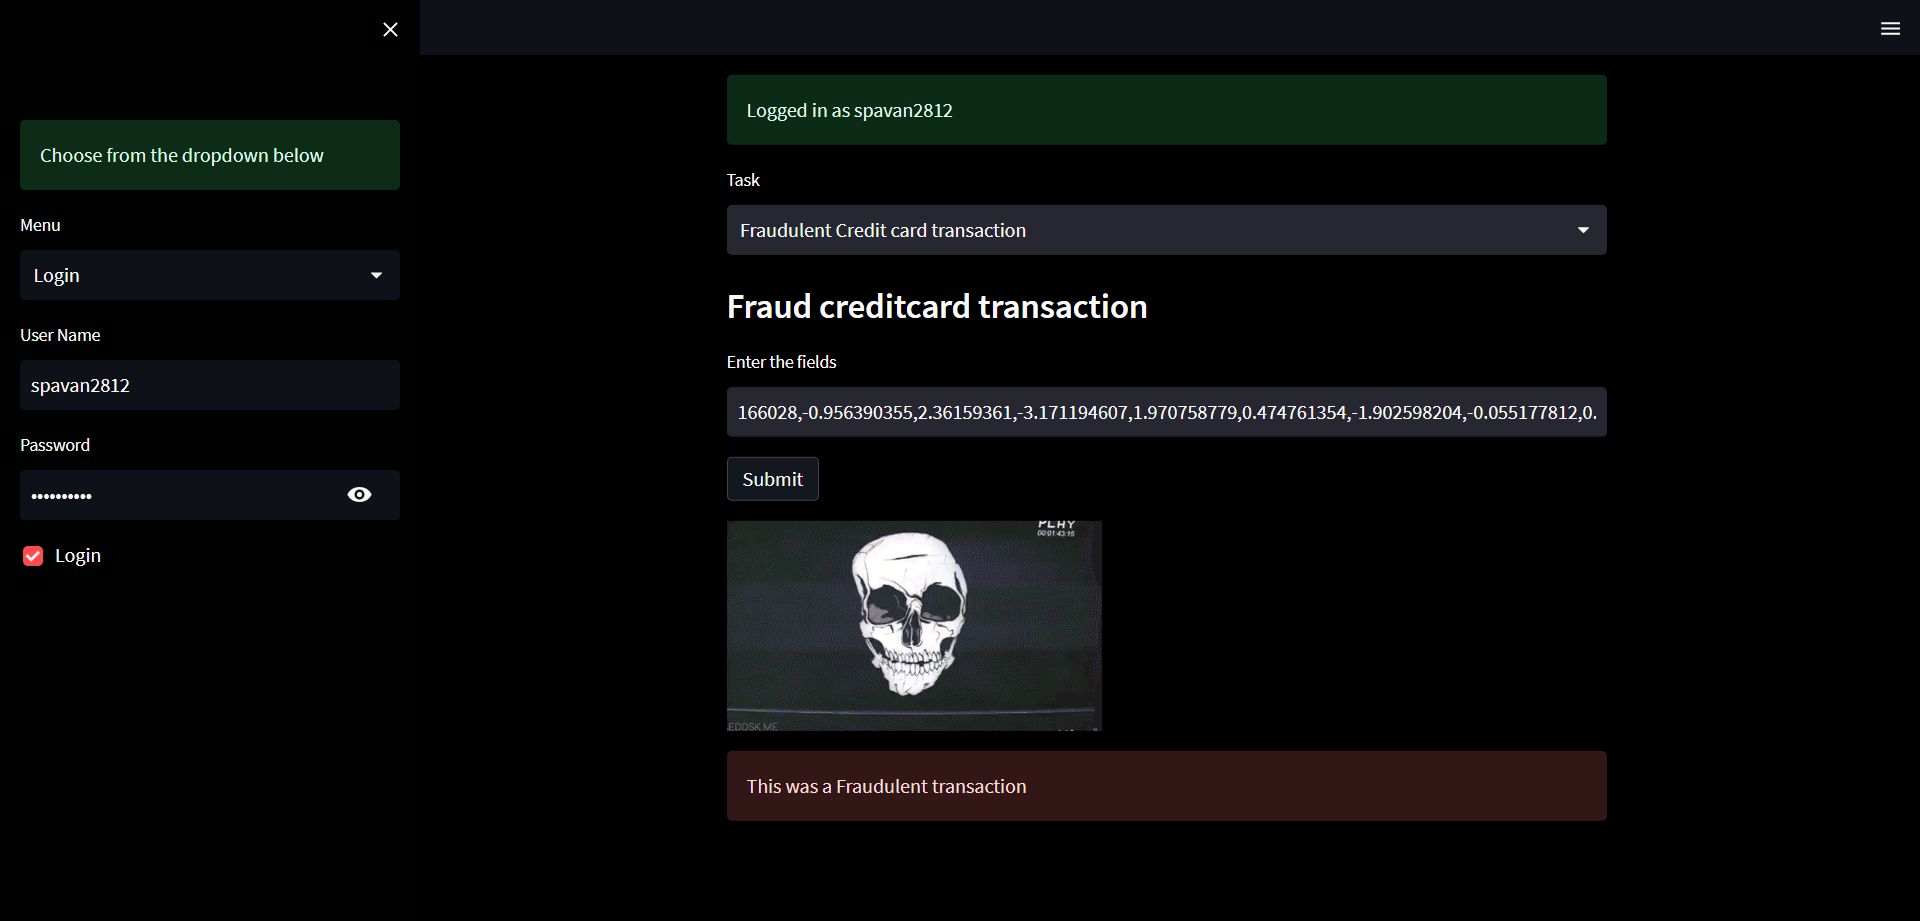 Choose from the dropdown below
Menu
Login
User Name
spavan2812
Password
Login
Logged in as spavan2812
Task
Fraudulent Credit card transaction
Fraud creditcard transaction
Enter the fields
166028,-0.956390355,2.36159361,-3.171194607,1.970758779,0.474761354,-1.902598204,-0.055177812,0.
Submit
PLAY
00:01:43:15
EDDSK.ME
This was a Fraudulent transaction